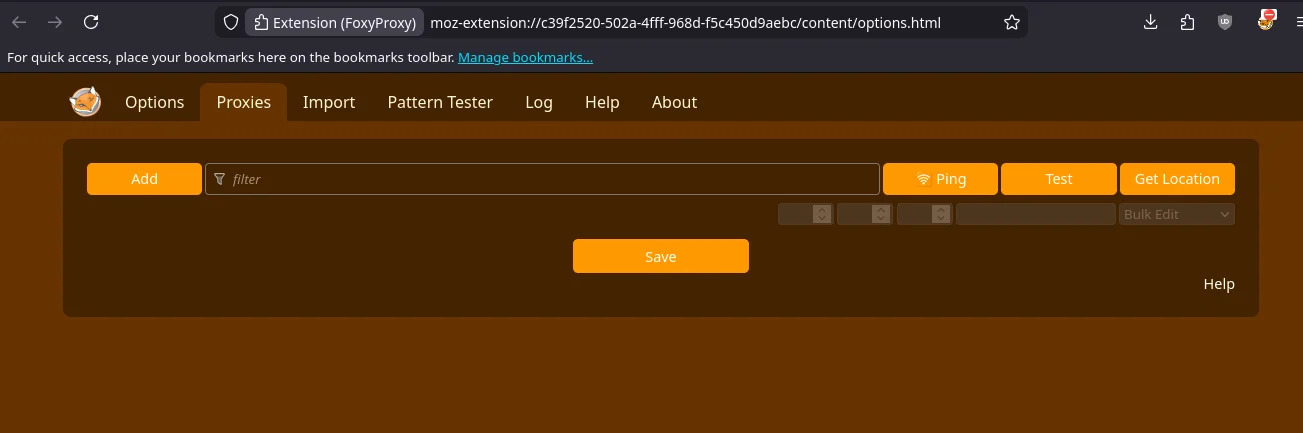 Extension (FoxyProxy) moz-extension://c39f2520-502a-4fff-968d-f5c450d9aebc/content/options.html
For quick access, place your bookmarks here on the bookmarks toolbar. Manage bookmarks...
Options Proxies Import Pattern Tester Log Help About
Add filter Ping Test Get Location
Bulk Edit
Save
Help